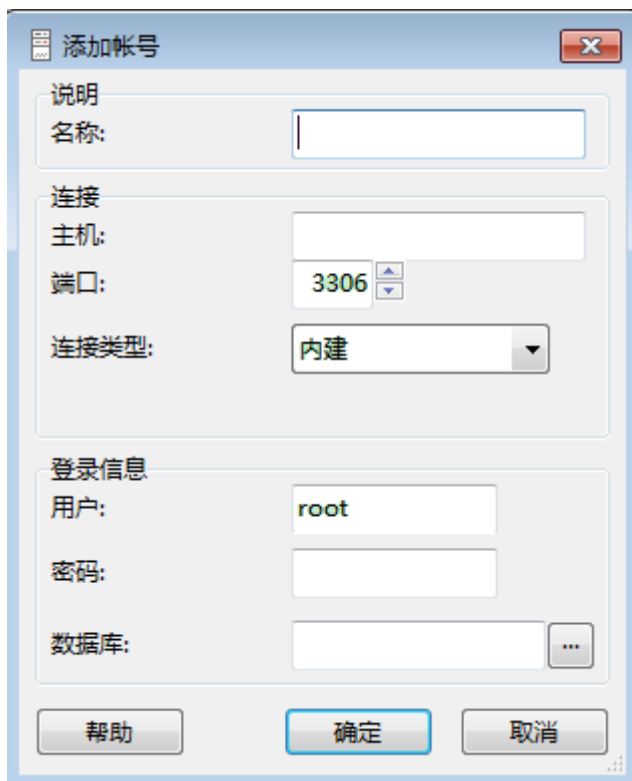 添加帐号
说明
名称:
连接
主机:
端口: 3306
连接类型: 内建
登录信息
用户: root
密码:
数据库: ...
帮助 确定 取消